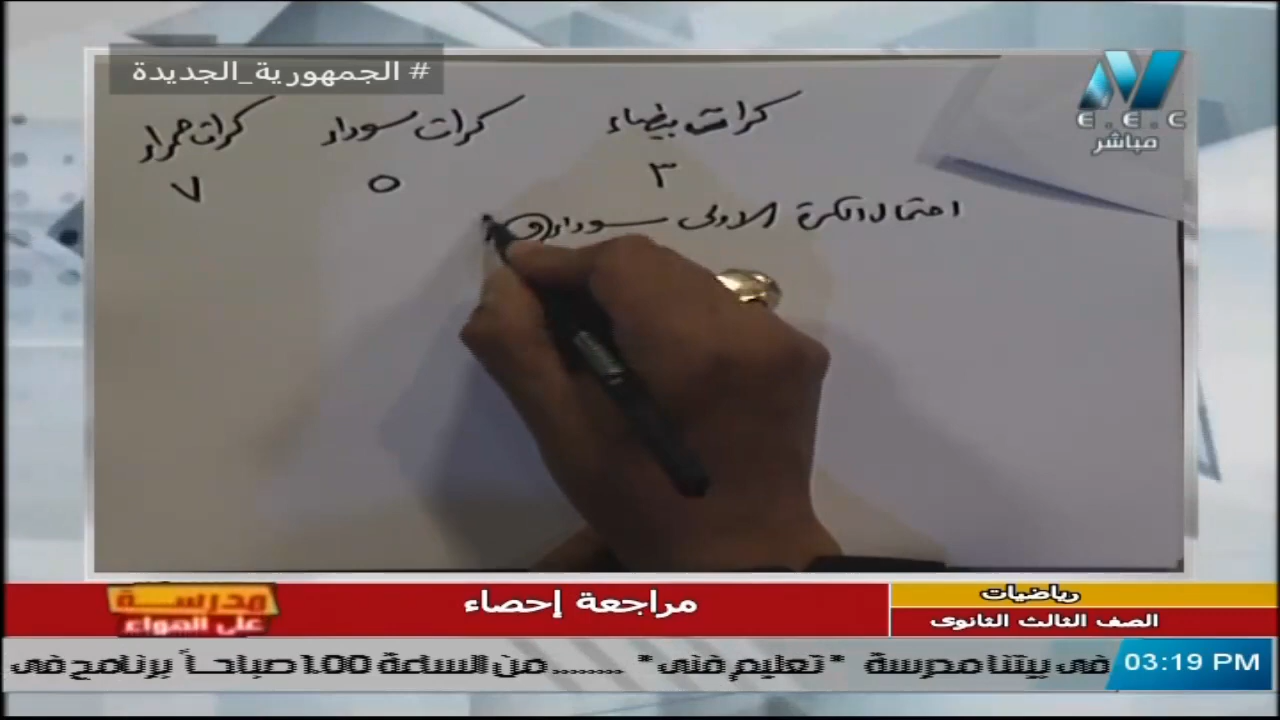 # الجمهورية_الجديدة
E.E.C
مباشر
كرات بيضاء كرات سوداء كرات حمراء
٣ ٥ ٧
احتمال الكرة الاولى سوداء و
رياضيات
الصف الثالث الثانوى
مراجعة إحصاء
مدرسة
على الهواء
03:19 PM
فى بيتنا مدرسة "تعليم فنى" ........ من الساعة 1.00 صباحاً برنامج فى